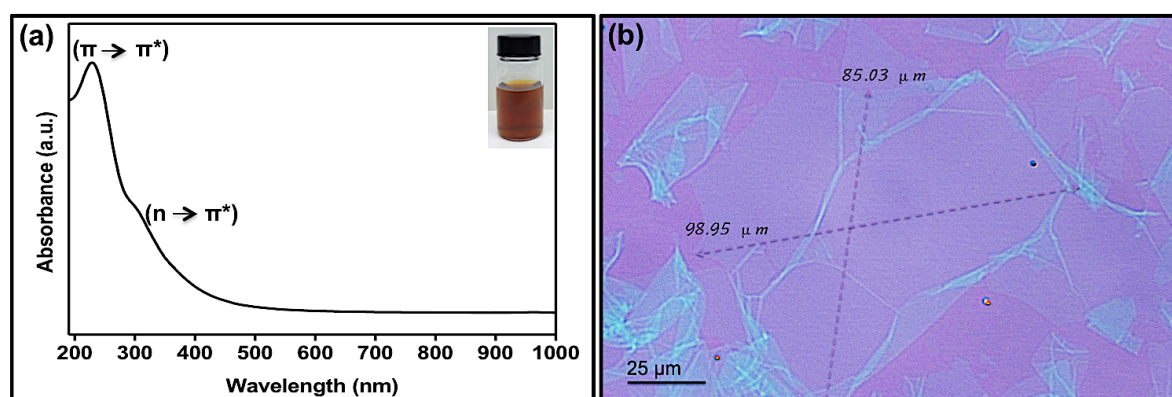 (a)
(π → π*)
(n → π*)
Absorbance (a.u.)
200 300 400 500 600 700 800 900 1000
Wavelength (nm)
(b)
85.03 μm
98.95 μm
25 μm